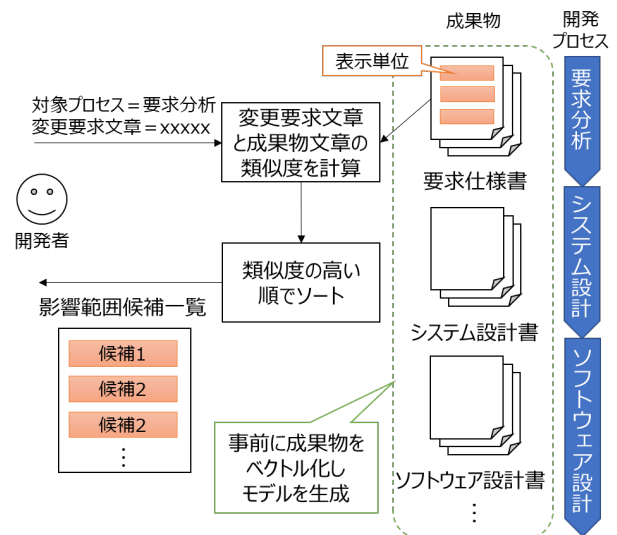 成果物
開発
プロセス
表示単位
対象プロセス＝要求分析
変更要求文章＝xxxxx
変更要求文章
と成果物文章の
類似度を計算
要求分析
要求仕様書
開発者
システム設計
類似度の高い
順でソート
影響範囲候補一覧
システム設計書
候補1
候補2
候補2
⋮
ソフトウェア設計
事前に成果物を
ベクトル化し
モデルを生成
ソフトウェア設計書
⋮